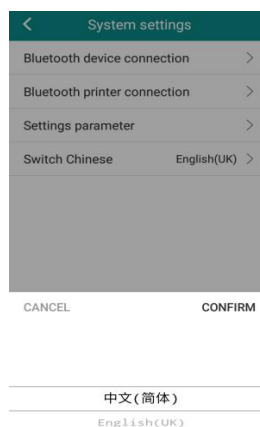 System settings
Bluetooth device connection
Bluetooth printer connection
Settings parameter
Switch Chinese English(UK)
CANCEL CONFIRM
中文(简体)
English(UK)